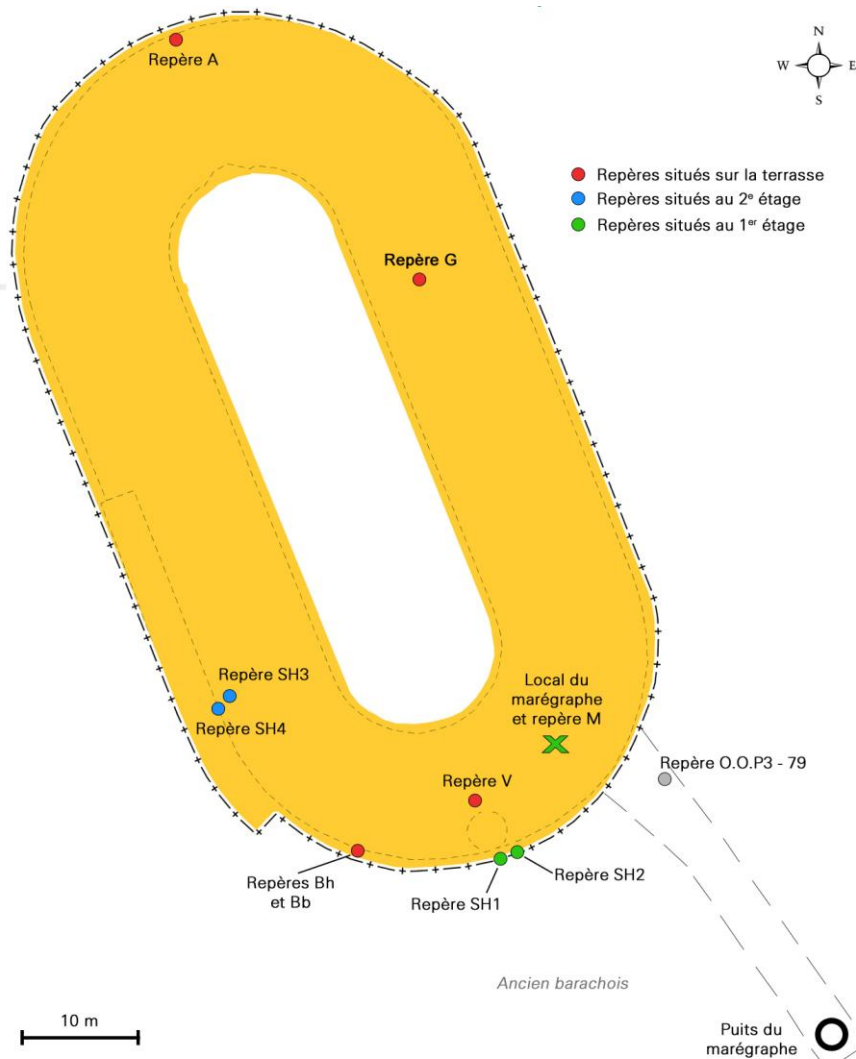 Repère A
N
W
E
S
Repères situés sur la terrasse
Repères situés au 2e étage
Repères situés au 1er étage
Repère G
Repère SH3
Repère SH4
Local du
marégraphe
et repère M
Repère O.O.P3 - 79
Repère V
Repères Bh
et Bb
Repère SH2
Repère SH1
Ancien barachois
10 m
Puits du
marégraphe